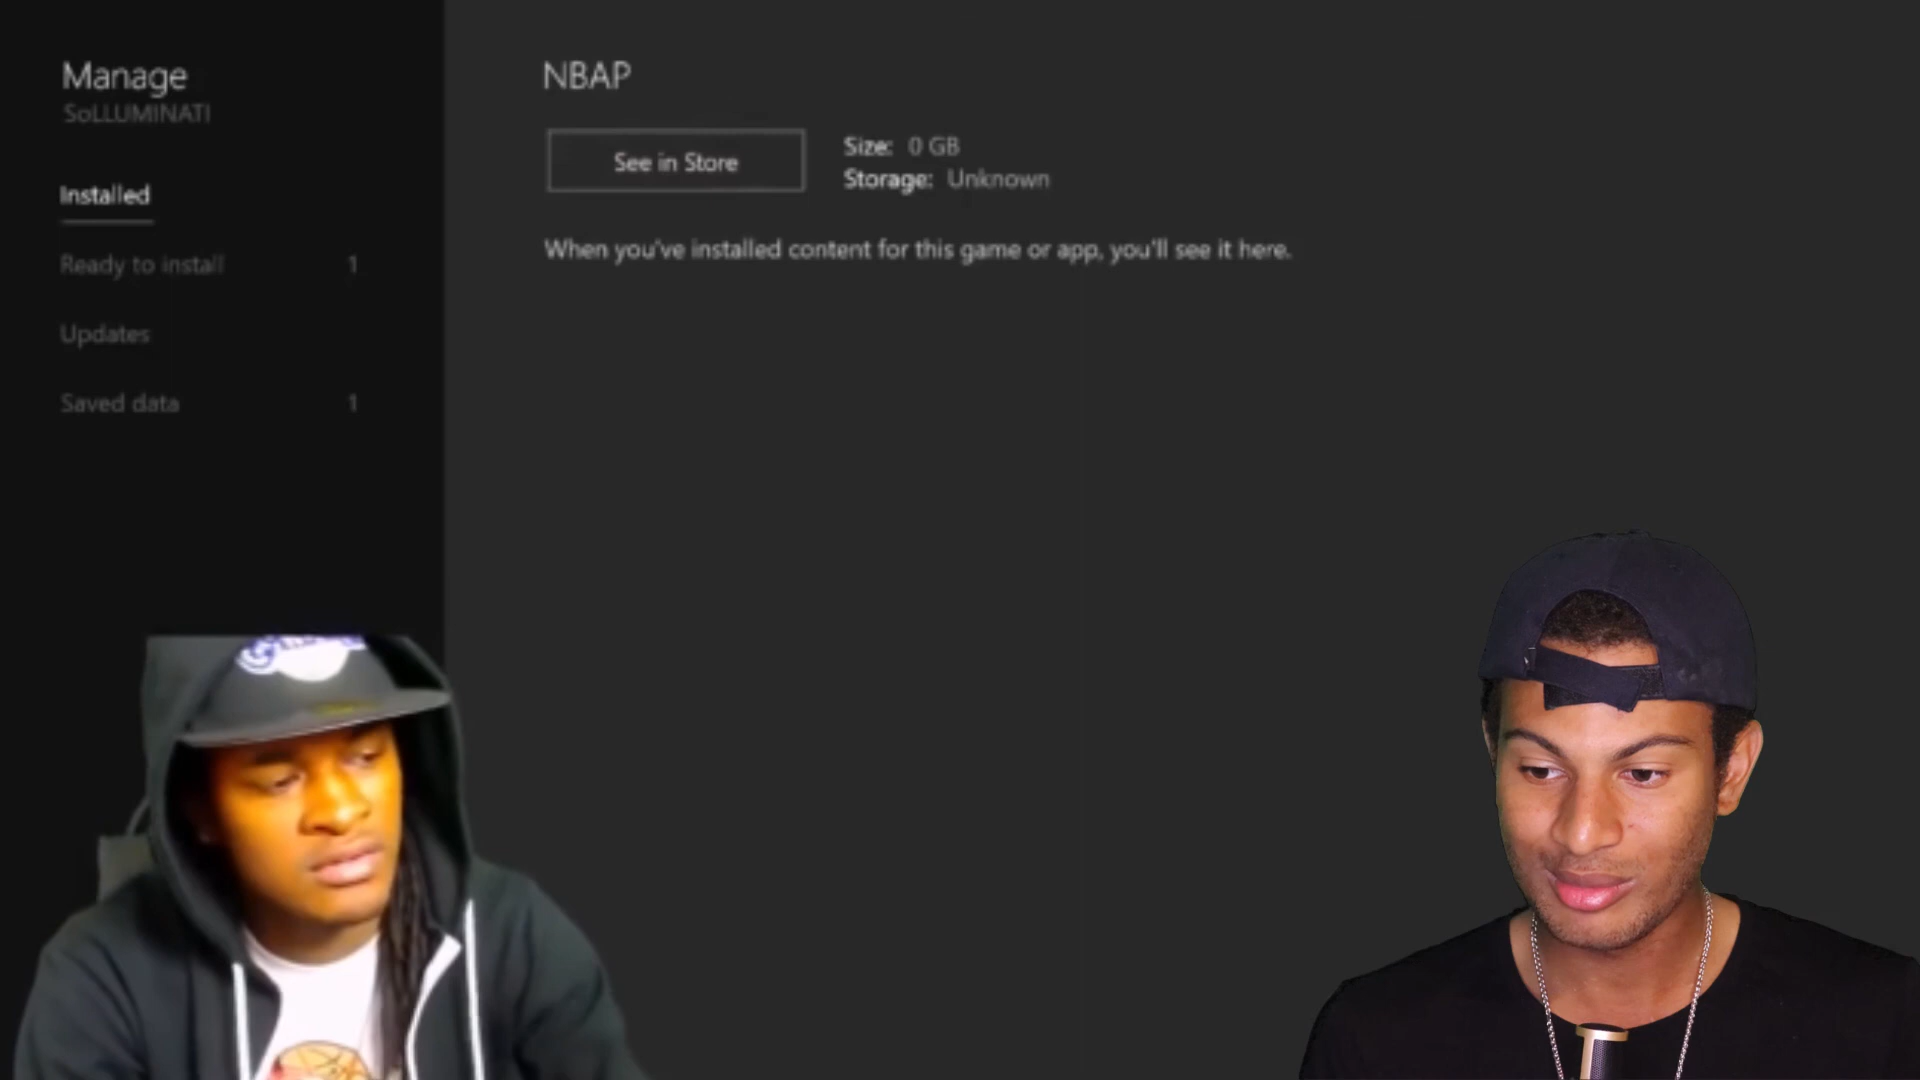 Manage
SoLLUMINATI
Installed
Ready to install 1
Updates
Saved data 1
NBAP
See in Store
Size: 0 GB
Storage: Unknown
When you've installed content for this game or app, you'll see it here.